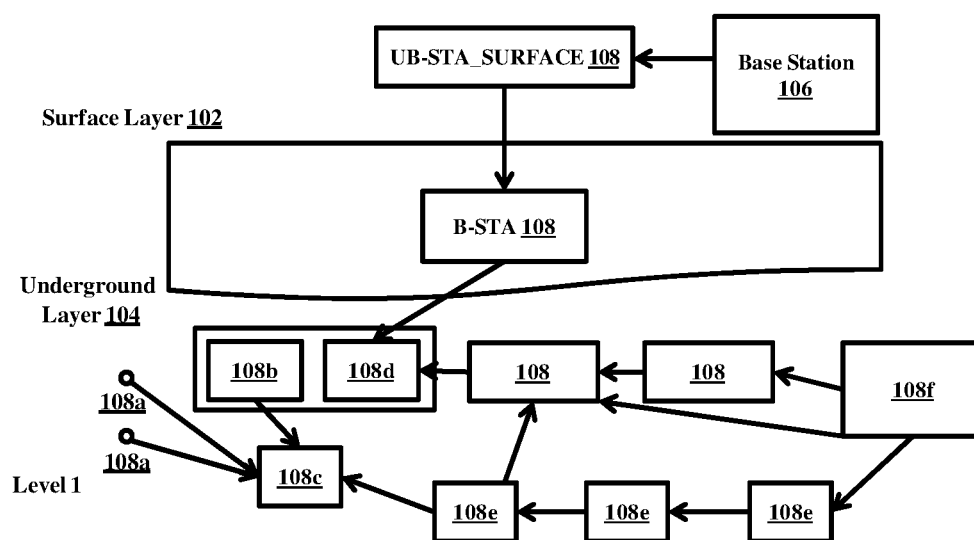 UB-STA_SURFACE 108
Base Station
106
Surface Layer 102
B-STA 108
Underground
Layer 104
108b
108d
108
108
108f
108a
108a
Level 1
108c
108e
108e
108e